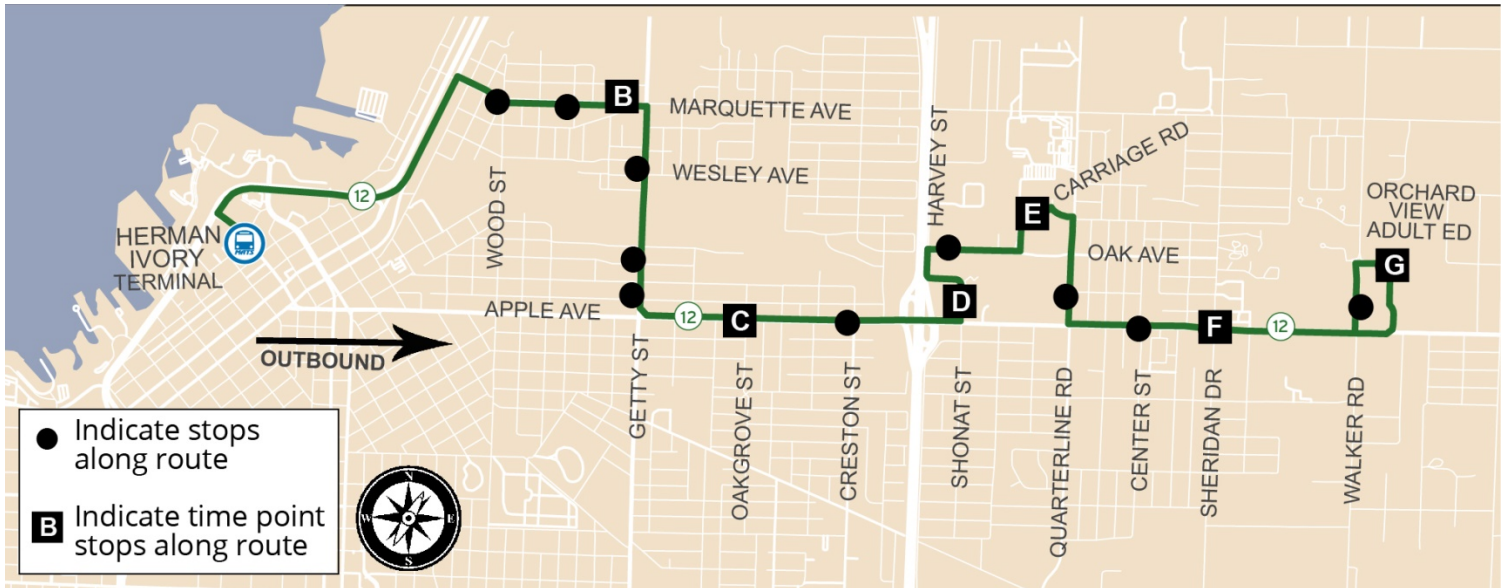 MARQUETTE AVE
WESLEY AVE
WOOD ST
HARVEY ST
CARRIAGE RD
ORCHARD
VIEW
ADULT ED
OAK AVE
HERMAN
IVORY
TERMINAL
APPLE AVE
OUTBOUND
GETTY ST
OAKGROVE ST
CRESTON ST
SHONAT ST
QUARTERLINE RD
CENTER ST
SHERIDAN DR
WALKER RD
12
12
12
B
C
D
E
F
G
Indicate stops
along route
B
Indicate time point
stops along route
N
W
E
S